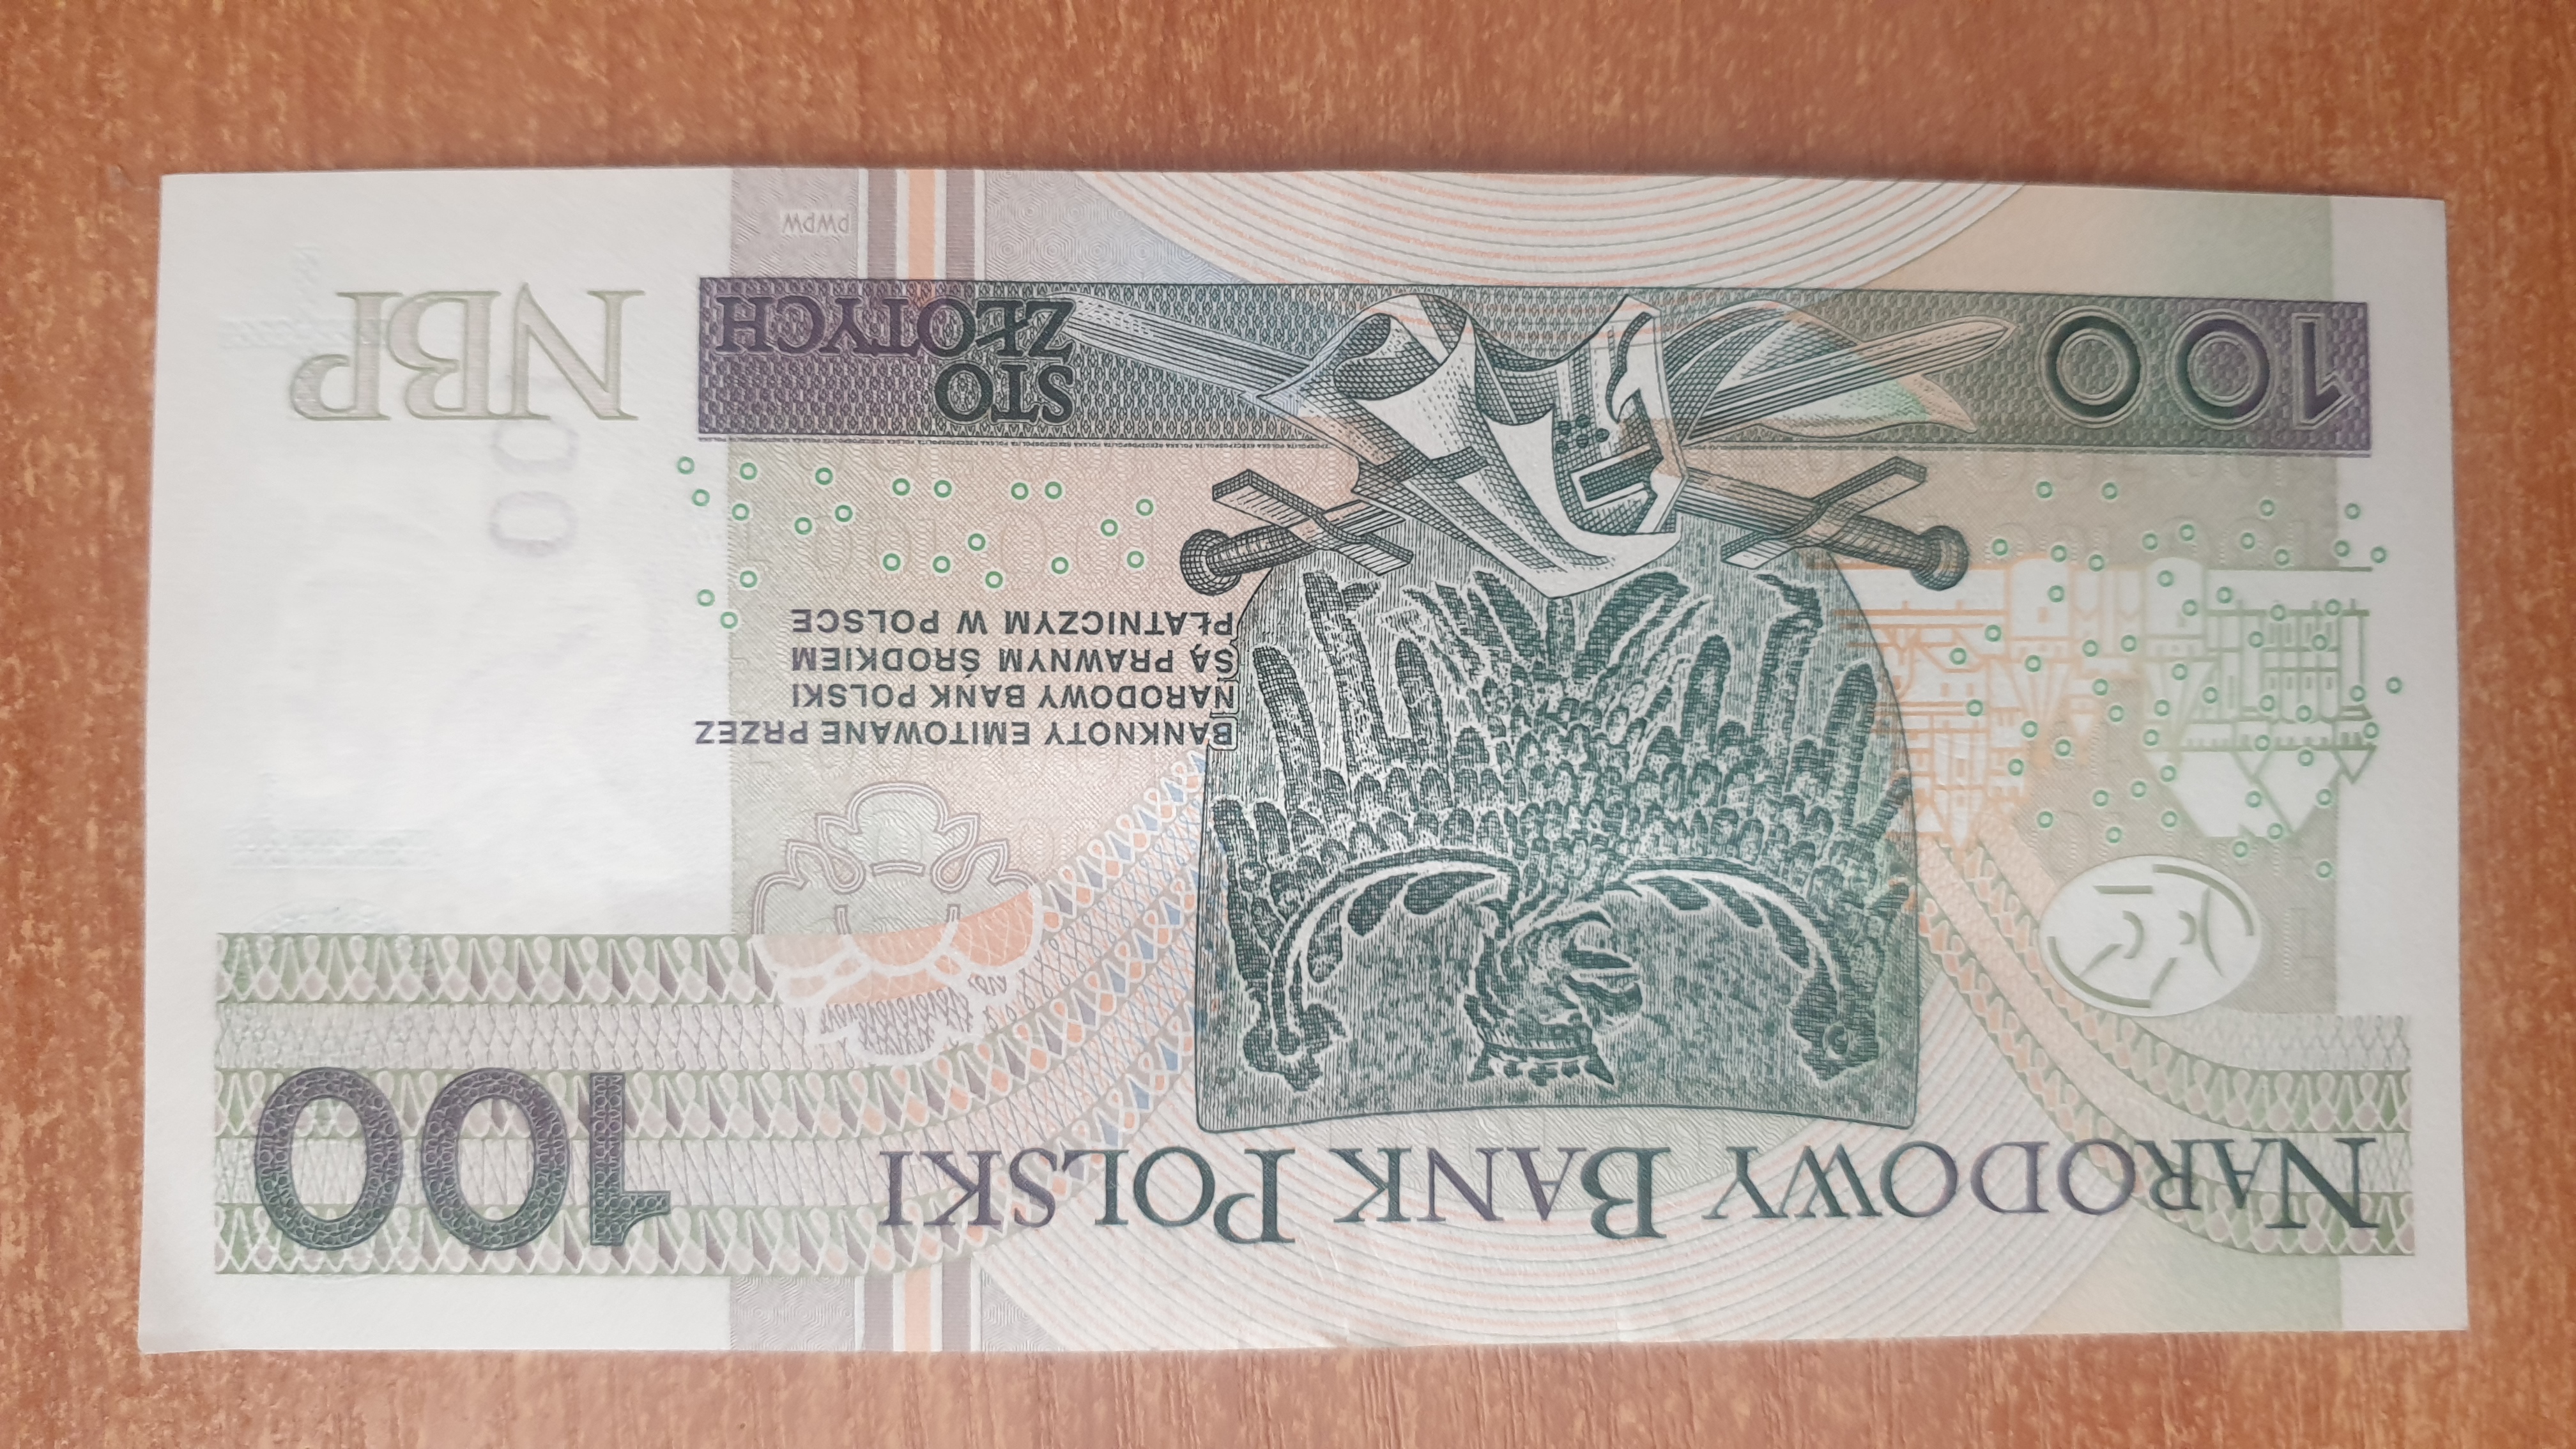 NARODOWY BANK POLSKI
100
BANKNOTY EMITOWANE PRZEZ
NARODOWY BANK POLSKI
SĄ PRAWNYM ŚRODKIEM
PŁATNICZYM W POLSCE
100
STO
ZŁOTYCH
NBP
PWPW